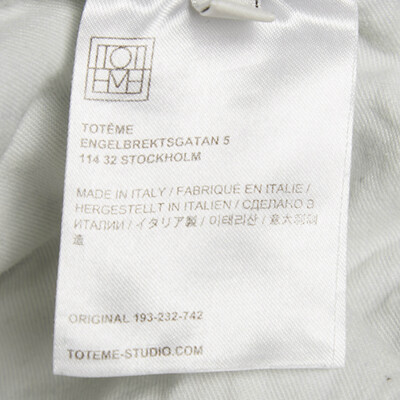 TOTÊME
ENGELBREKTSGATAN 5
114 32 STOCKHOLM
MADE IN ITALY / FABRIQUÉ EN ITALIE /
HERGESTELLT IN ITALIEN / СДЕЛАНО В
ИТАЛИИ / イタリア製 / 이태리산 / 意大利制
造
ORIGINAL 193-232-742
TOTEME-STUDIO.COM